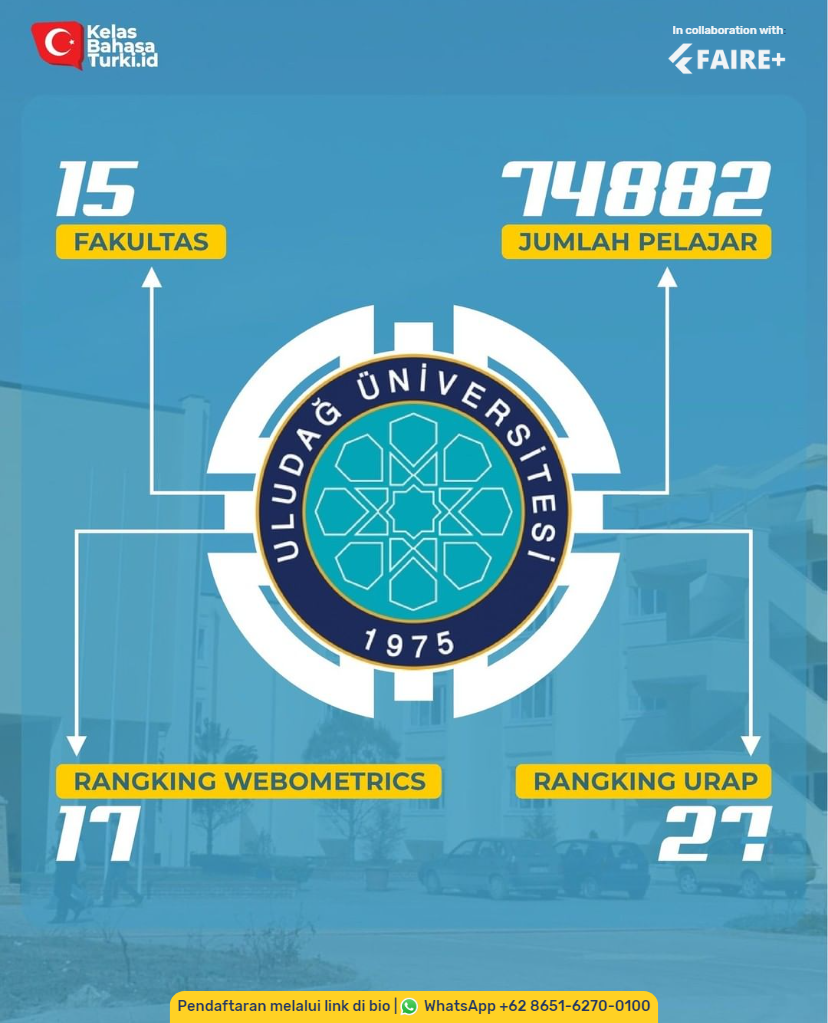 Kelas
Bahasa
Turki.id
In collaboration with:
FAIRE+
15
FAKULTAS
74882
JUMLAH PELAJAR
ULUDAĞ ÜNİVERSİTESİ
1975
RANGKING WEBOMETRICS
17
RANGKING URAP
27
Pendaftaran melalui link di bio | WhatsApp +62 8651-6270-0100